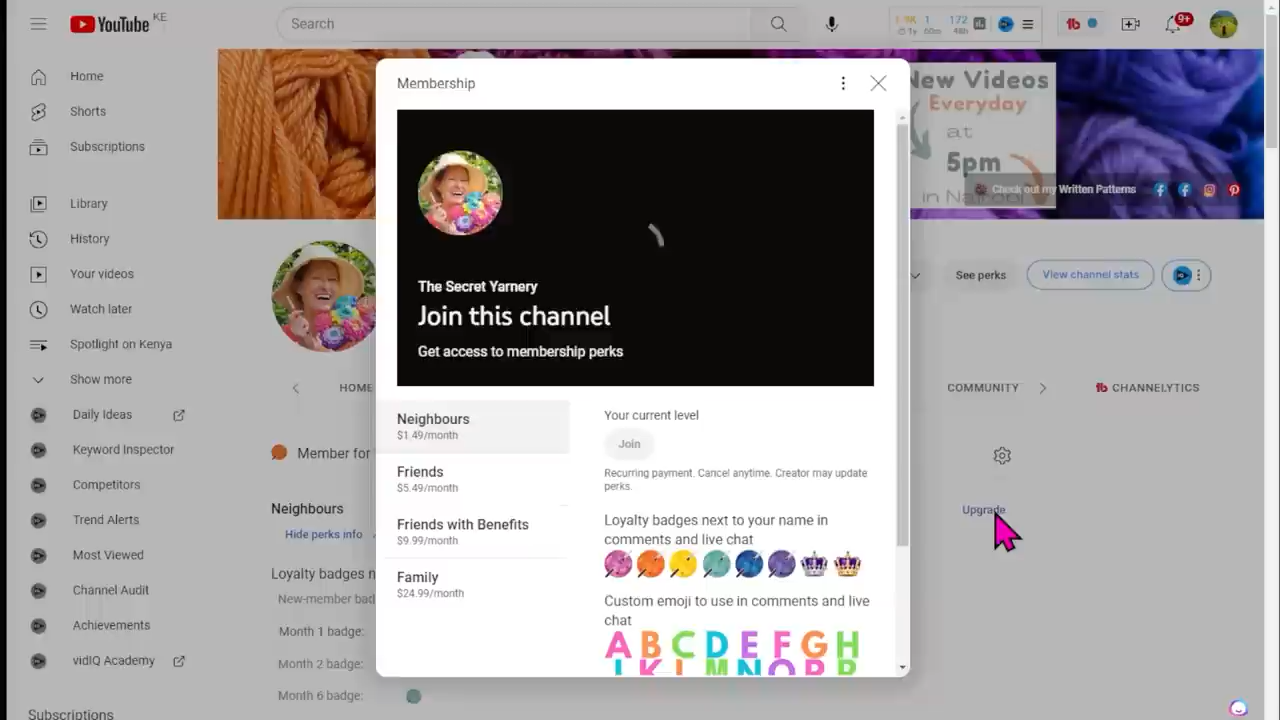 YouTube KE
Search
9K 1 172
1y 60m 48h
9+
Home
Shorts
Subscriptions
Library
History
Your videos
Watch later
Spotlight on Kenya
Show more
Daily Ideas
Keyword Inspector
Competitors
Trend Alerts
Most Viewed
Channel Audit
Achievements
vidIQ Academy
Subscriptions
New Videos
Everyday
at
5pm
in Nairobi
Check out my Written Patterns
See perks
View channel stats
HOME
COMMUNITY
CHANNELYTICS
Member for
Neighbours
Upgrade
Hide perks info
Loyalty badges n
New-member bad
Month 1 badge:
Month 2 badge:
Month 6 badge:
Membership
The Secret Yarnery
Join this channel
Get access to membership perks
Neighbours
$1.49/month
Friends
$5.49/month
Friends with Benefits
$9.99/month
Family
$24.99/month
Your current level
Join
Recurring payment. Cancel anytime. Creator may update
perks.
Loyalty badges next to your name in
comments and live chat
Custom emoji to use in comments and live
chat
A B C D E F G H